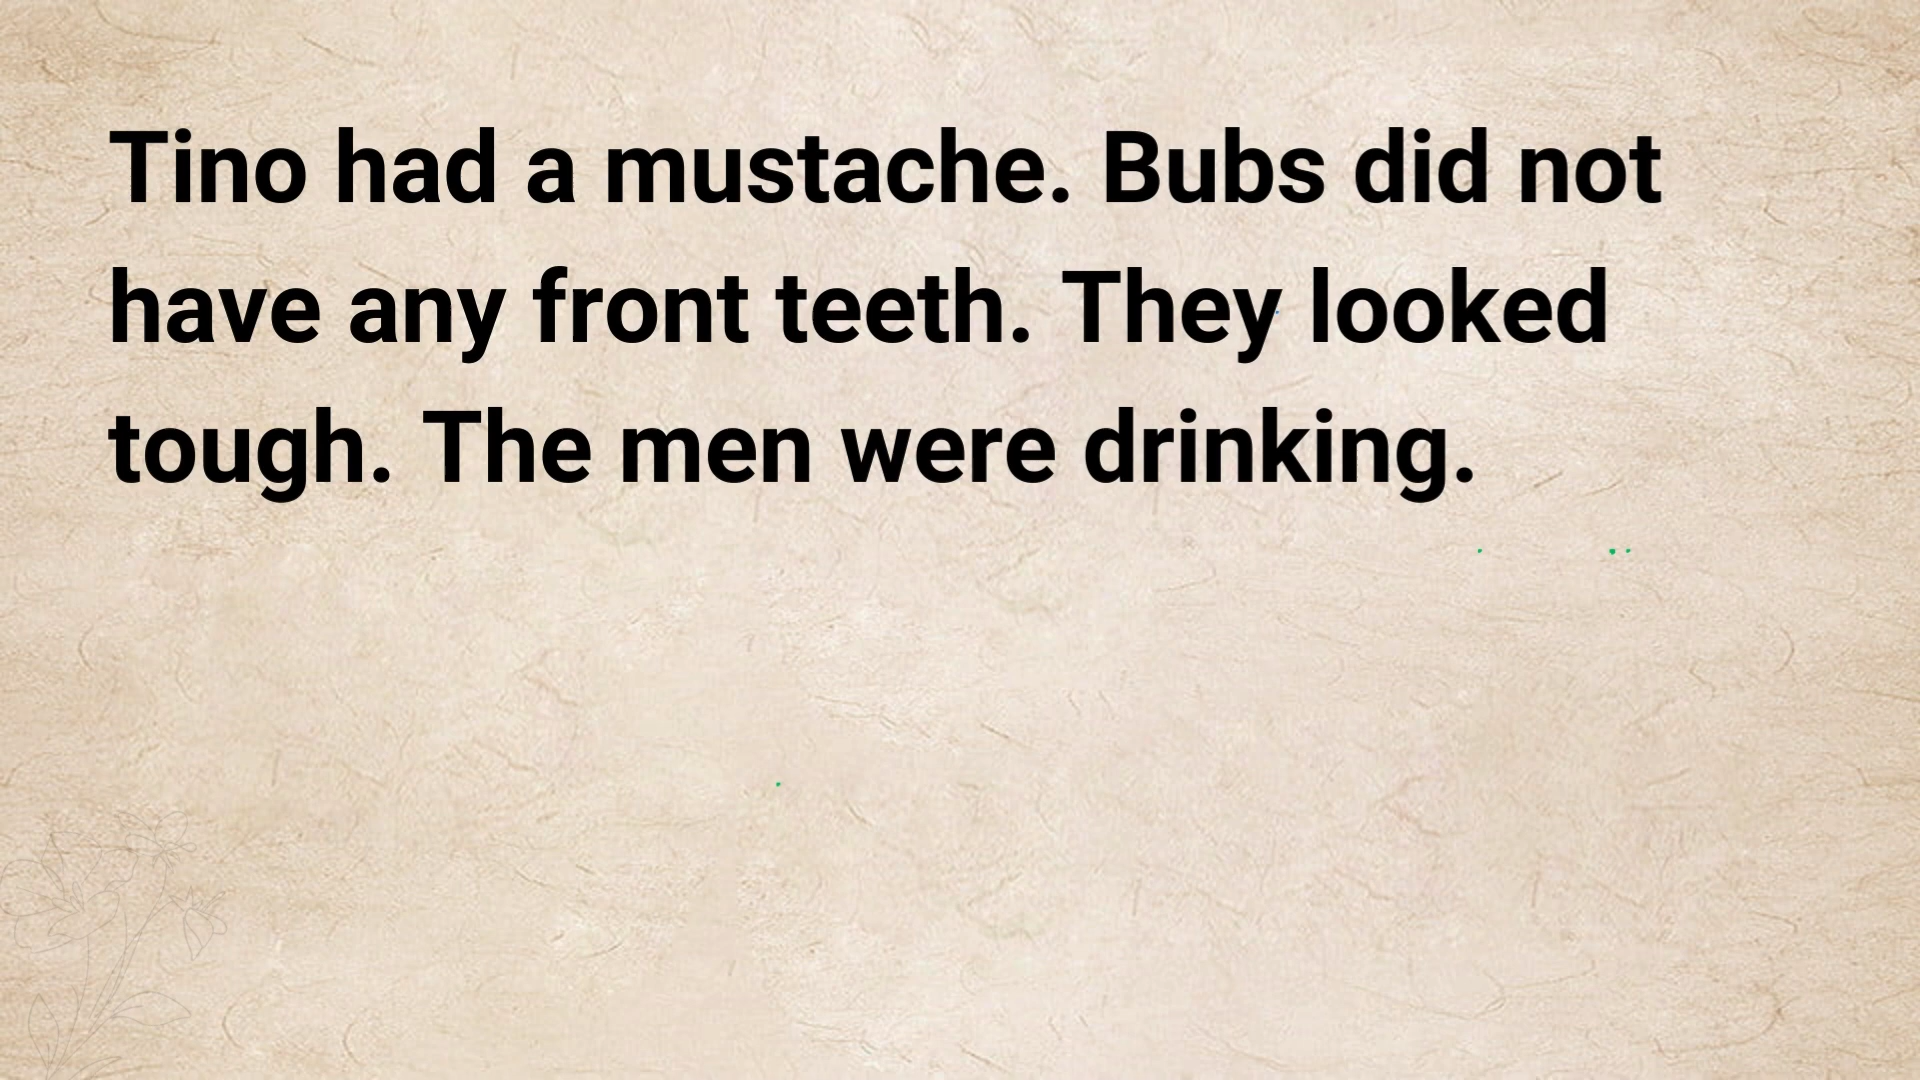 Tino had a mustache. Bubs did not
have any front teeth. They looked
tough. The men were drinking.